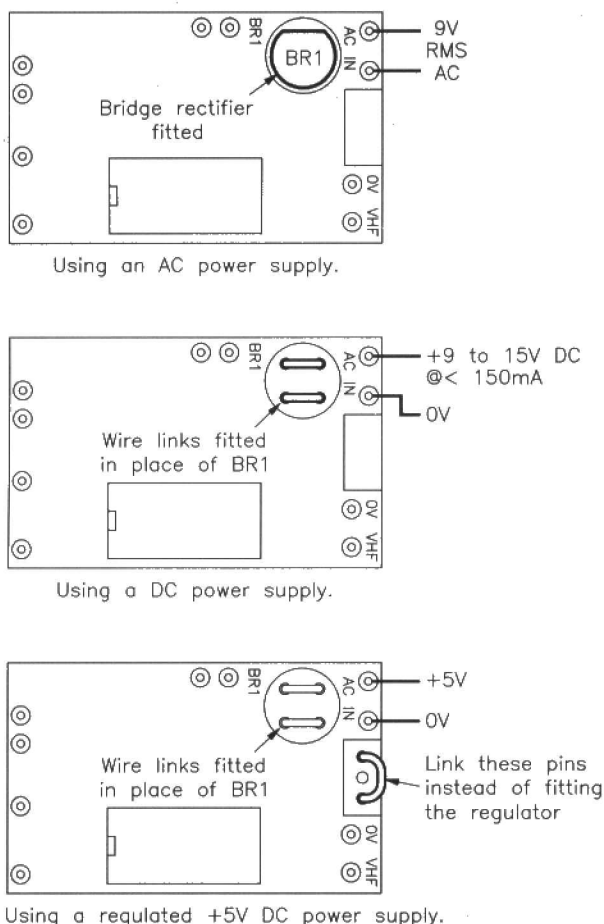 BR1
AC IN
BR1
9V
RMS
AC
Bridge rectifier
fitted
0V
VHF
Using an AC power supply.
BR1
AC IN
+9 to 15V DC
@< 150mA
0V
Wire links fitted
in place of BR1
0V
VHF
Using a DC power supply.
BR1
AC IN
+5V
0V
Wire links fitted
in place of BR1
Link these pins
instead of fitting
the regulator
0V
VHF
Using a regulated +5V DC power supply.